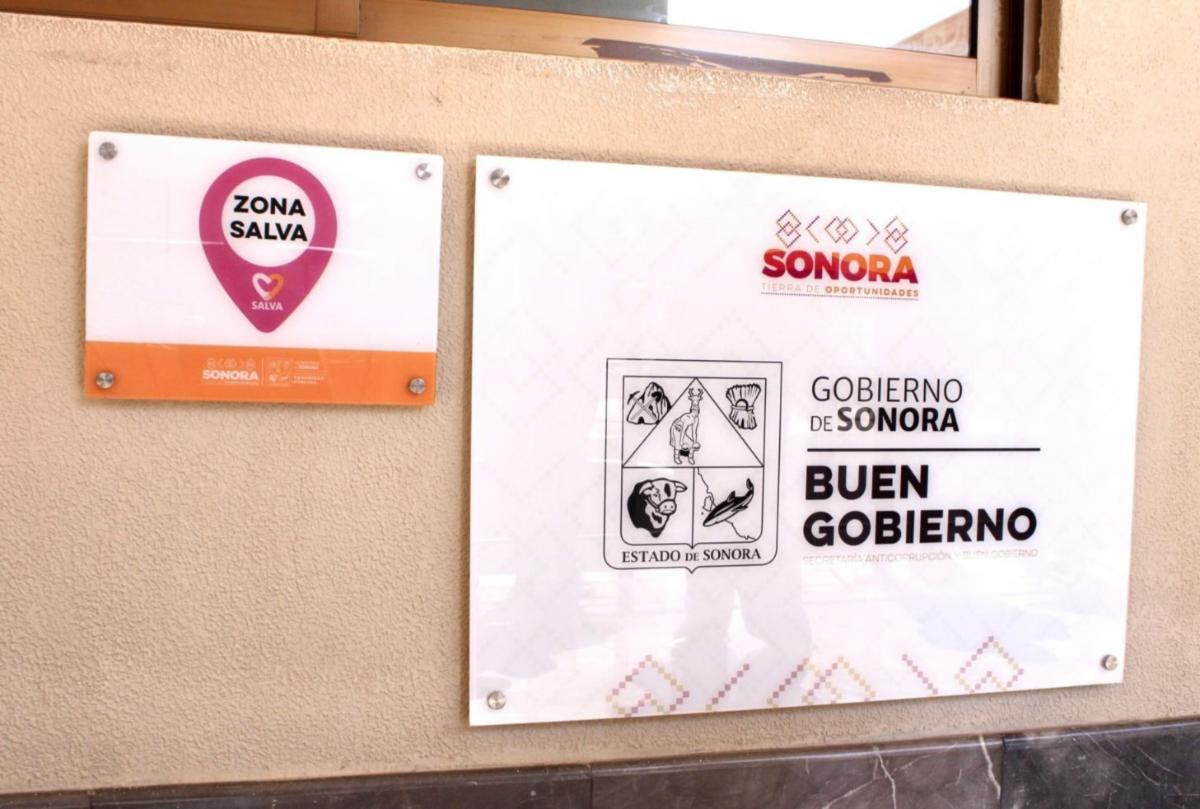 ZONA
SALVA
SALVA
SONORA
SONORA
TIERRA DE OPORTUNIDADES
ESTADO DE SONORA
GOBIERNO
DE SONORA
BUEN
GOBIERNO
SECRETARÍA ANTICORRUPCIÓN Y BUEN GOBIERNO